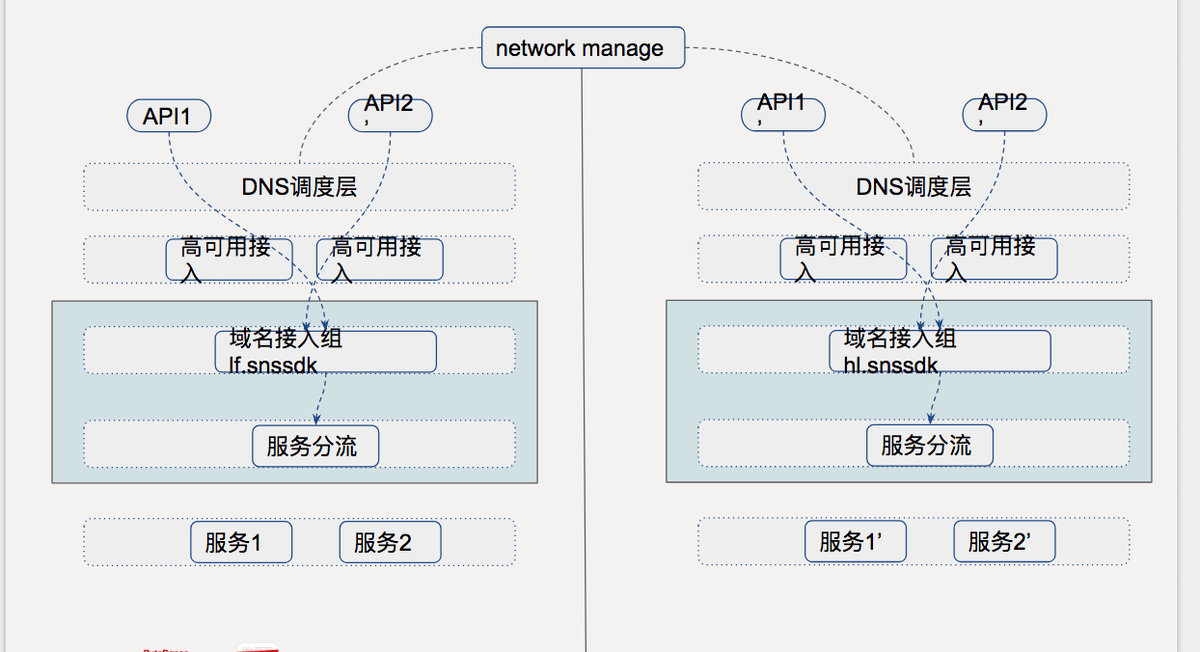 network manage
API1
API2
’
DNS调度层
高可用接
入
高可用接
入
域名接入组
lf.snssdk
服务分流
服务1
服务2
API1
’
API2
’
DNS调度层
高可用接
入
高可用接
入
域名接入组
hl.snssdk
服务分流
服务1’
服务2’